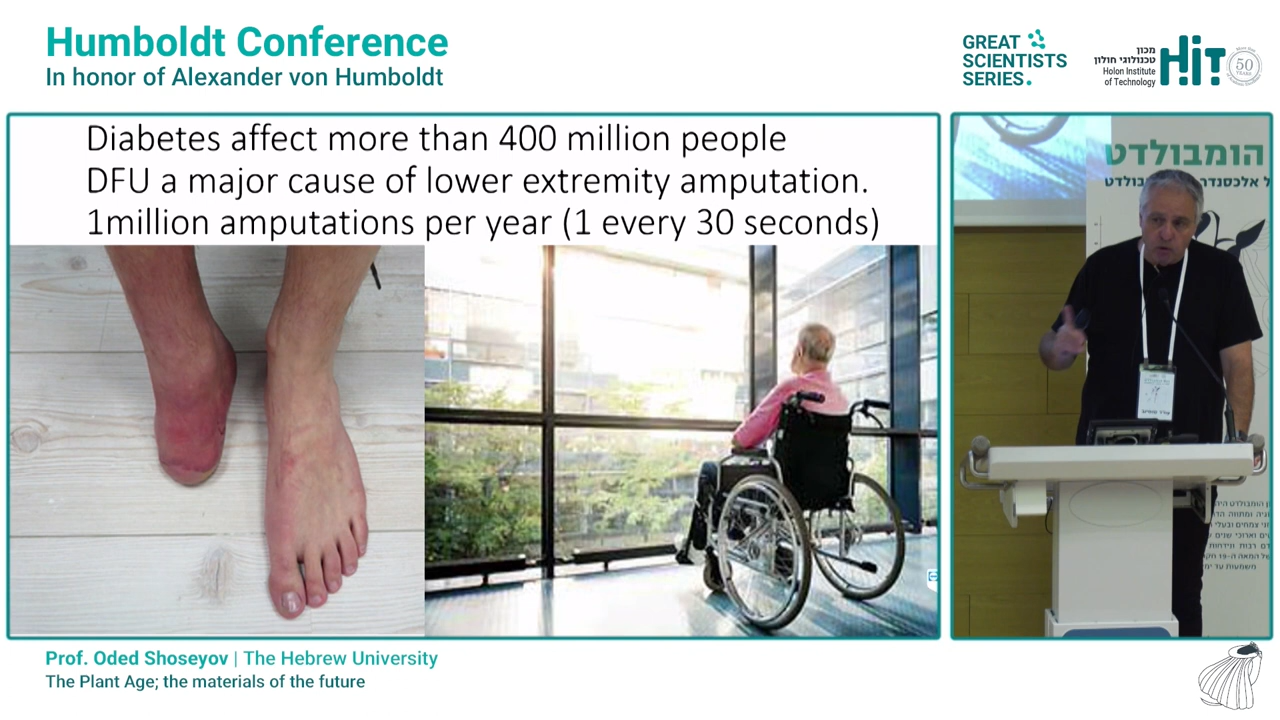 Humboldt Conference
In honor of Alexander von Humboldt
GREAT
SCIENTISTS
SERIES.
מכון
טכנולוגי חולון
Holon Institute
of Technology
HiT
50
YEARS
Diabetes affect more than 400 million people
DFU a major cause of lower extremity amputation.
1million amputations per year (1 every 30 seconds)
הומבולדט
ל אלכסנדר
בולדט
Prof. Oded Shoseyov | The Hebrew University
The Plant Age; the materials of the future